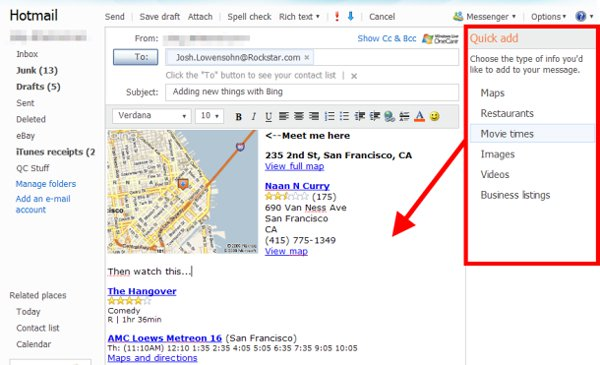 Hotmail
Send Save draft Attach Spell check Rich text ! Cancel
Messenger Options
Inbox
Junk (13)
Drafts (5)
Sent
Deleted
eBay
iTunes receipts (2
QC Stuff
Manage folders
Add an e-mail account
Related places
Today
Contact list
Calendar
From:
Show Cc & Bcc
Windows Live OneCare
To: Josh.Lowensohn@Rockstar.com x
Click the "To" button to see your contact list | x
Subject: Adding new things with Bing
Verdana 10 B I U A
<--Meet me here
235 2nd St, San Francisco, CA
View full map
Naan N Curry
(175)
690 Van Ness Ave
San Francisco
CA
(415) 775-1349
View map
Then watch this...
The Hangover
Comedy
R | 1hr 36min
AMC Loews Metreon 16 (San Francisco)
Th: (11:10AM) 12:10 1:35 2:35 4:05 5:05 6:35 7:35 9:05 10:05
Maps and directions
Quick add
Choose the type of info you'd
like to add to your message.
Maps
Restaurants
Movie times
Images
Videos
Business listings